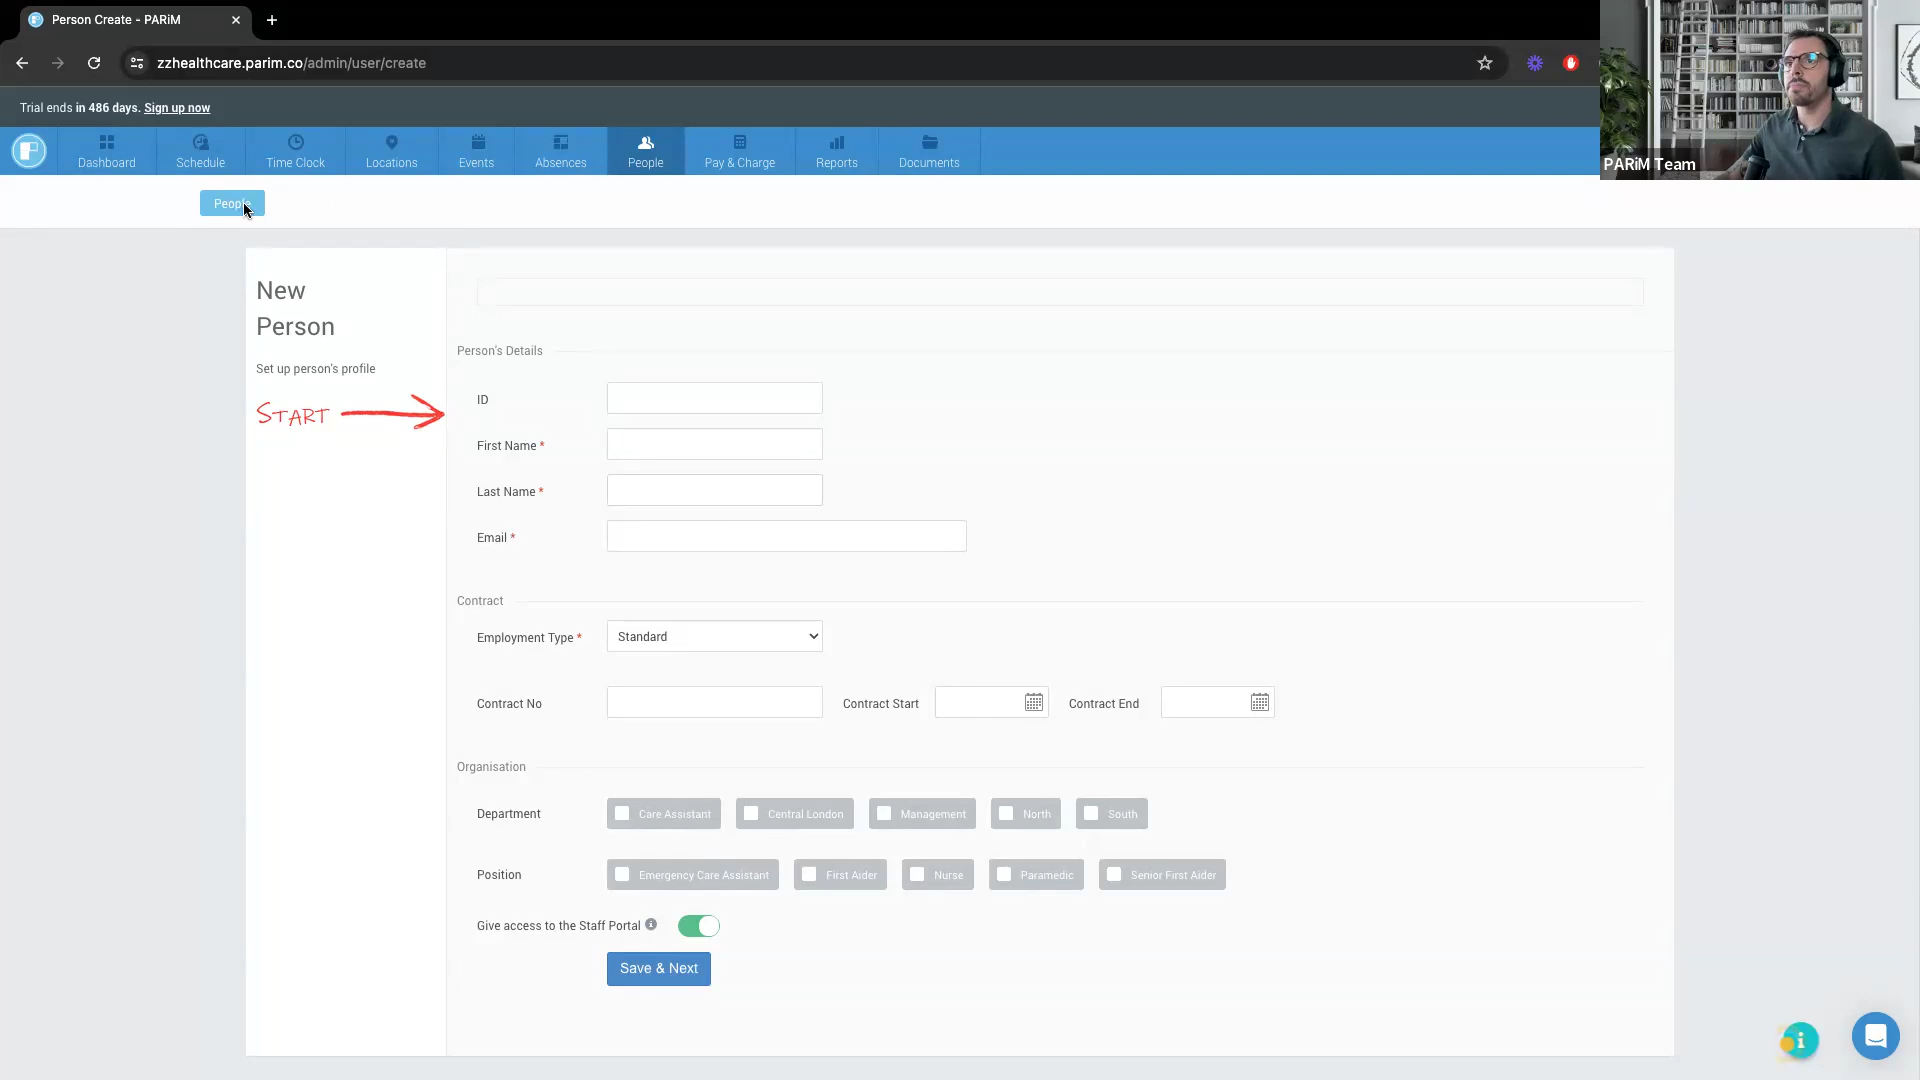 Person Create - PARiM
zzhealthcare.parim.co/admin/user/create
Trial ends in 486 days. Sign up now
Dashboard
Schedule
Time Clock
Locations
Events
Absences
People
Pay & Charge
Reports
Documents
PARiM Team
People
New
Person
Set up person's profile
START
Person's Details
ID
First Name *
Last Name *
Email *
Contract
Employment Type *
Standard
Contract No
Contract Start
Contract End
Organisation
Department
Care Assistant
Central London
Management
North
South
Position
Emergency Care Assistant
First Aider
Nurse
Paramedic
Senior First Aider
Give access to the Staff Portal
Save & Next